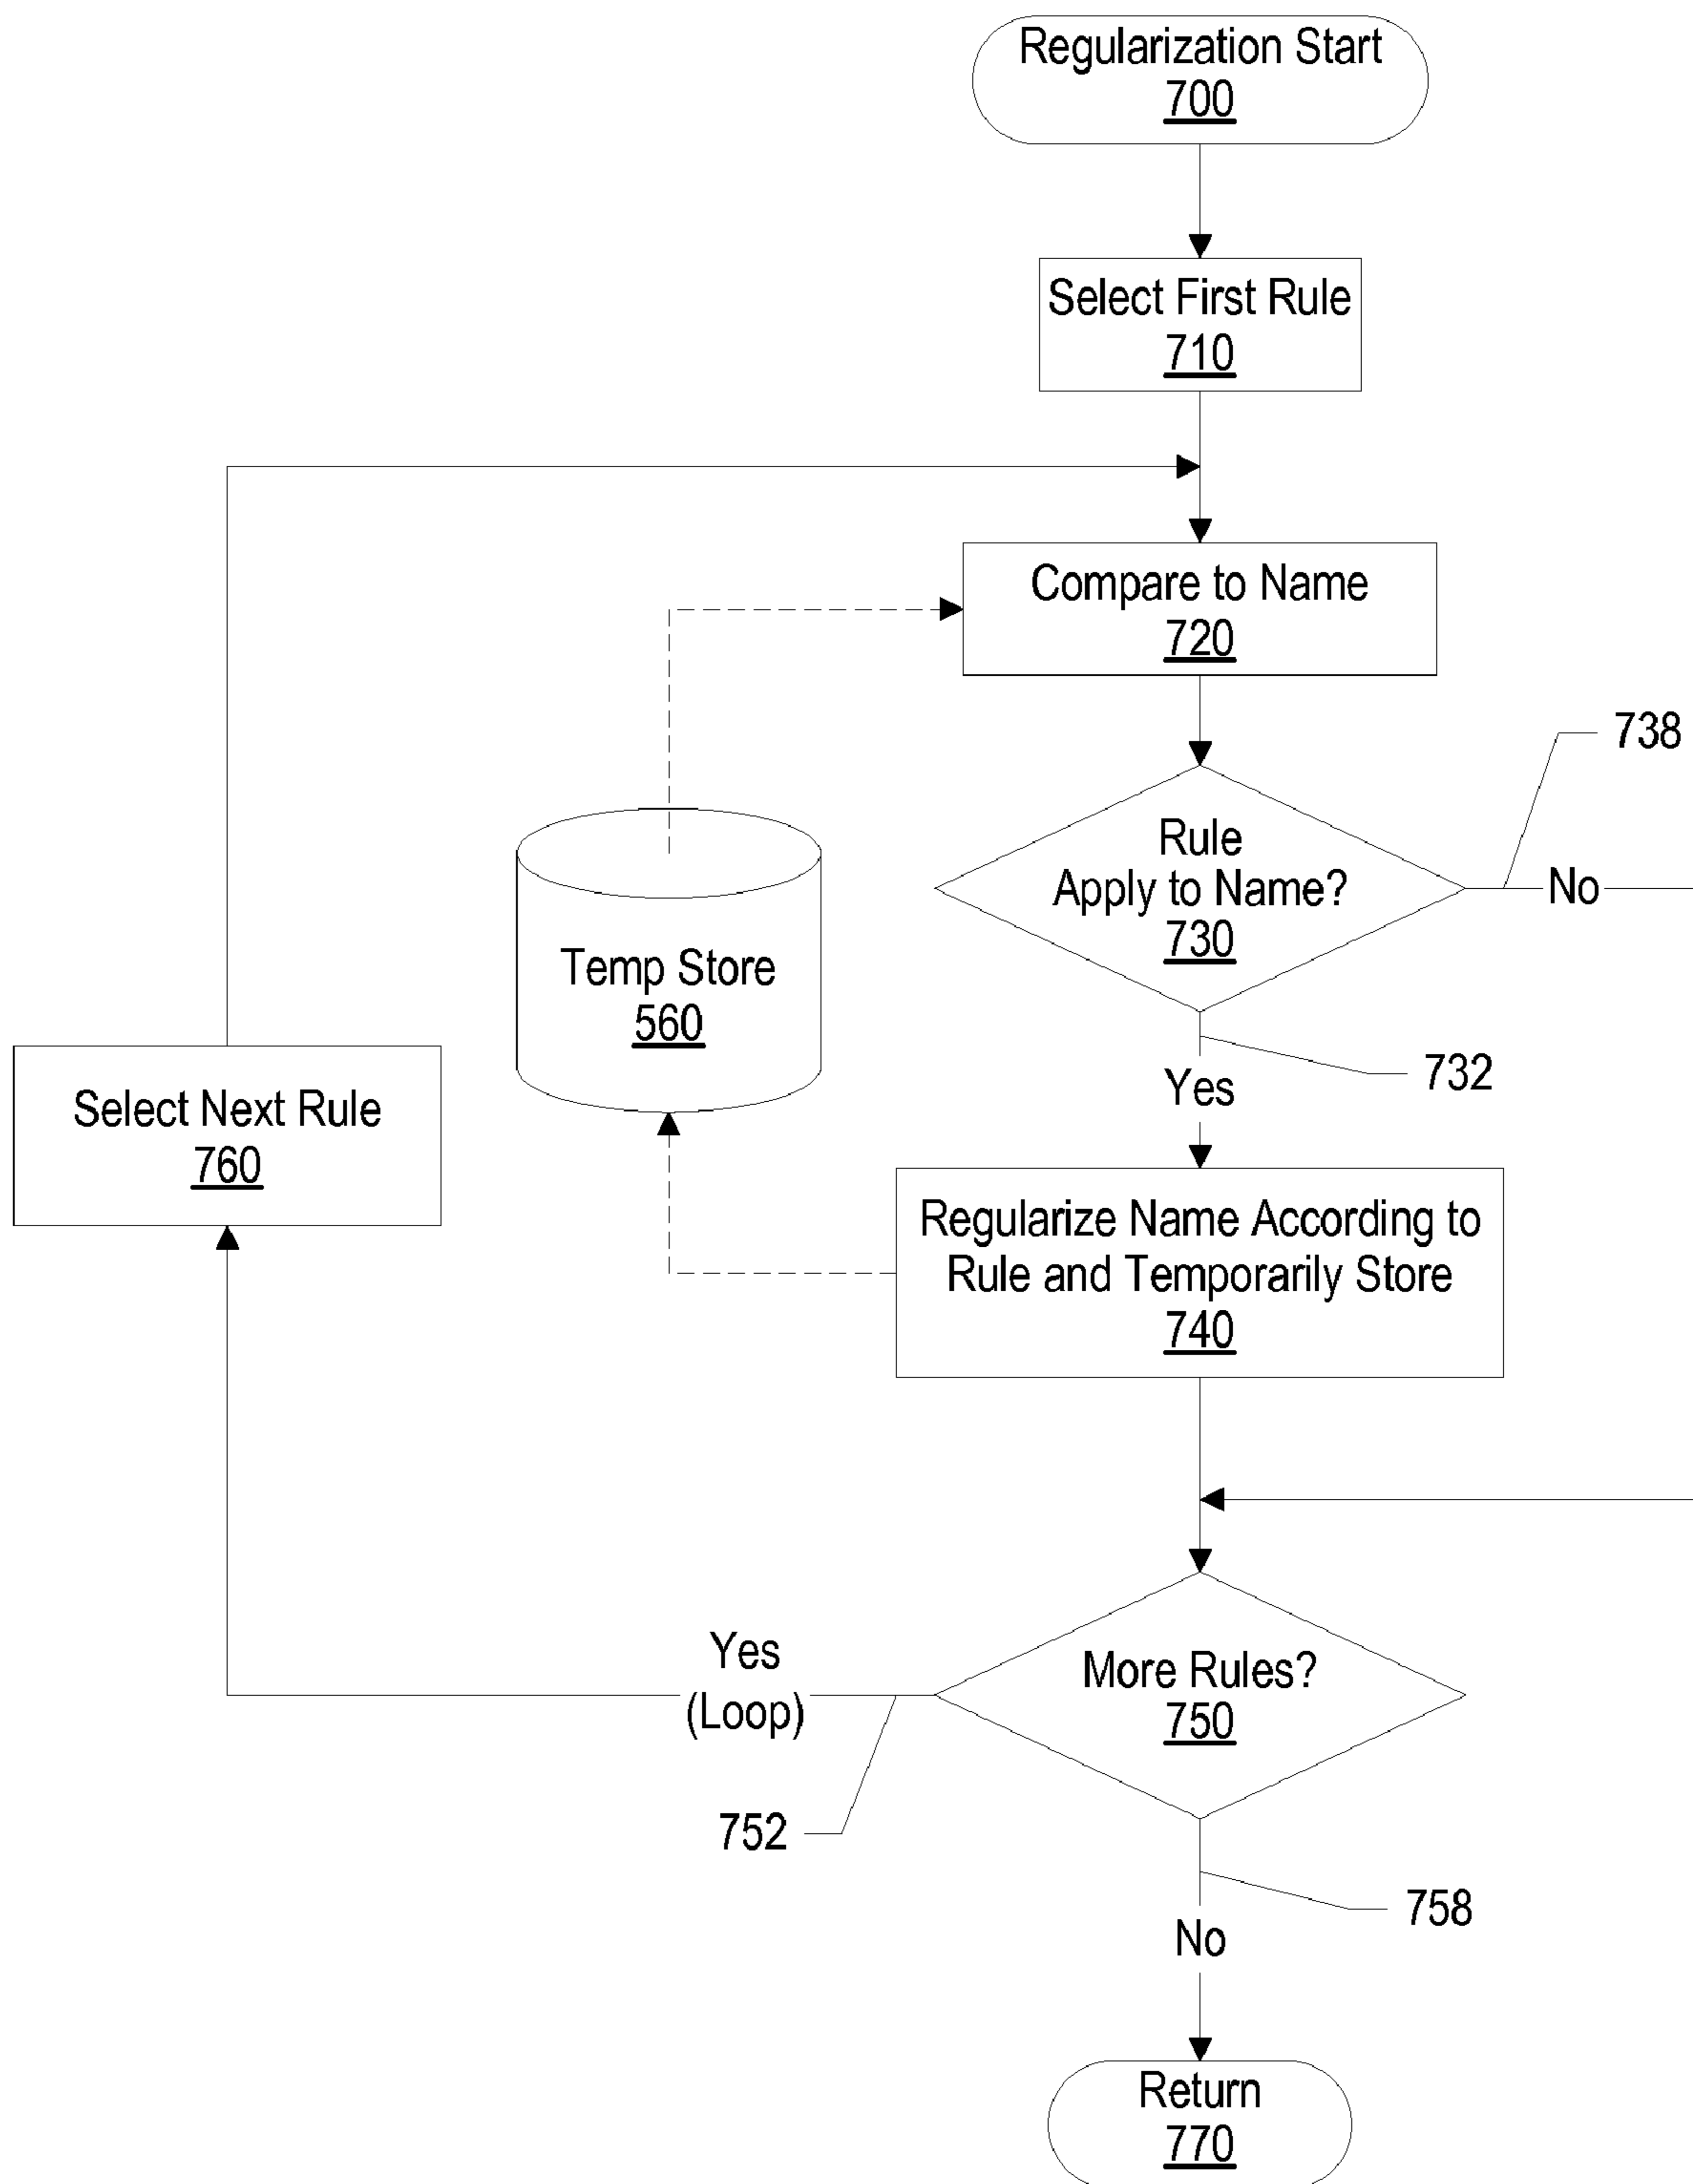 Regularization Start
700
Select First Rule
710
Compare to Name
720
738
Rule
Apply to Name?
730
No
Temp Store
560
732
Yes
Select Next Rule
760
Regularize Name According to
Rule and Temporarily Store
740
Yes
(Loop)
More Rules?
750
752
758
No
Return
770